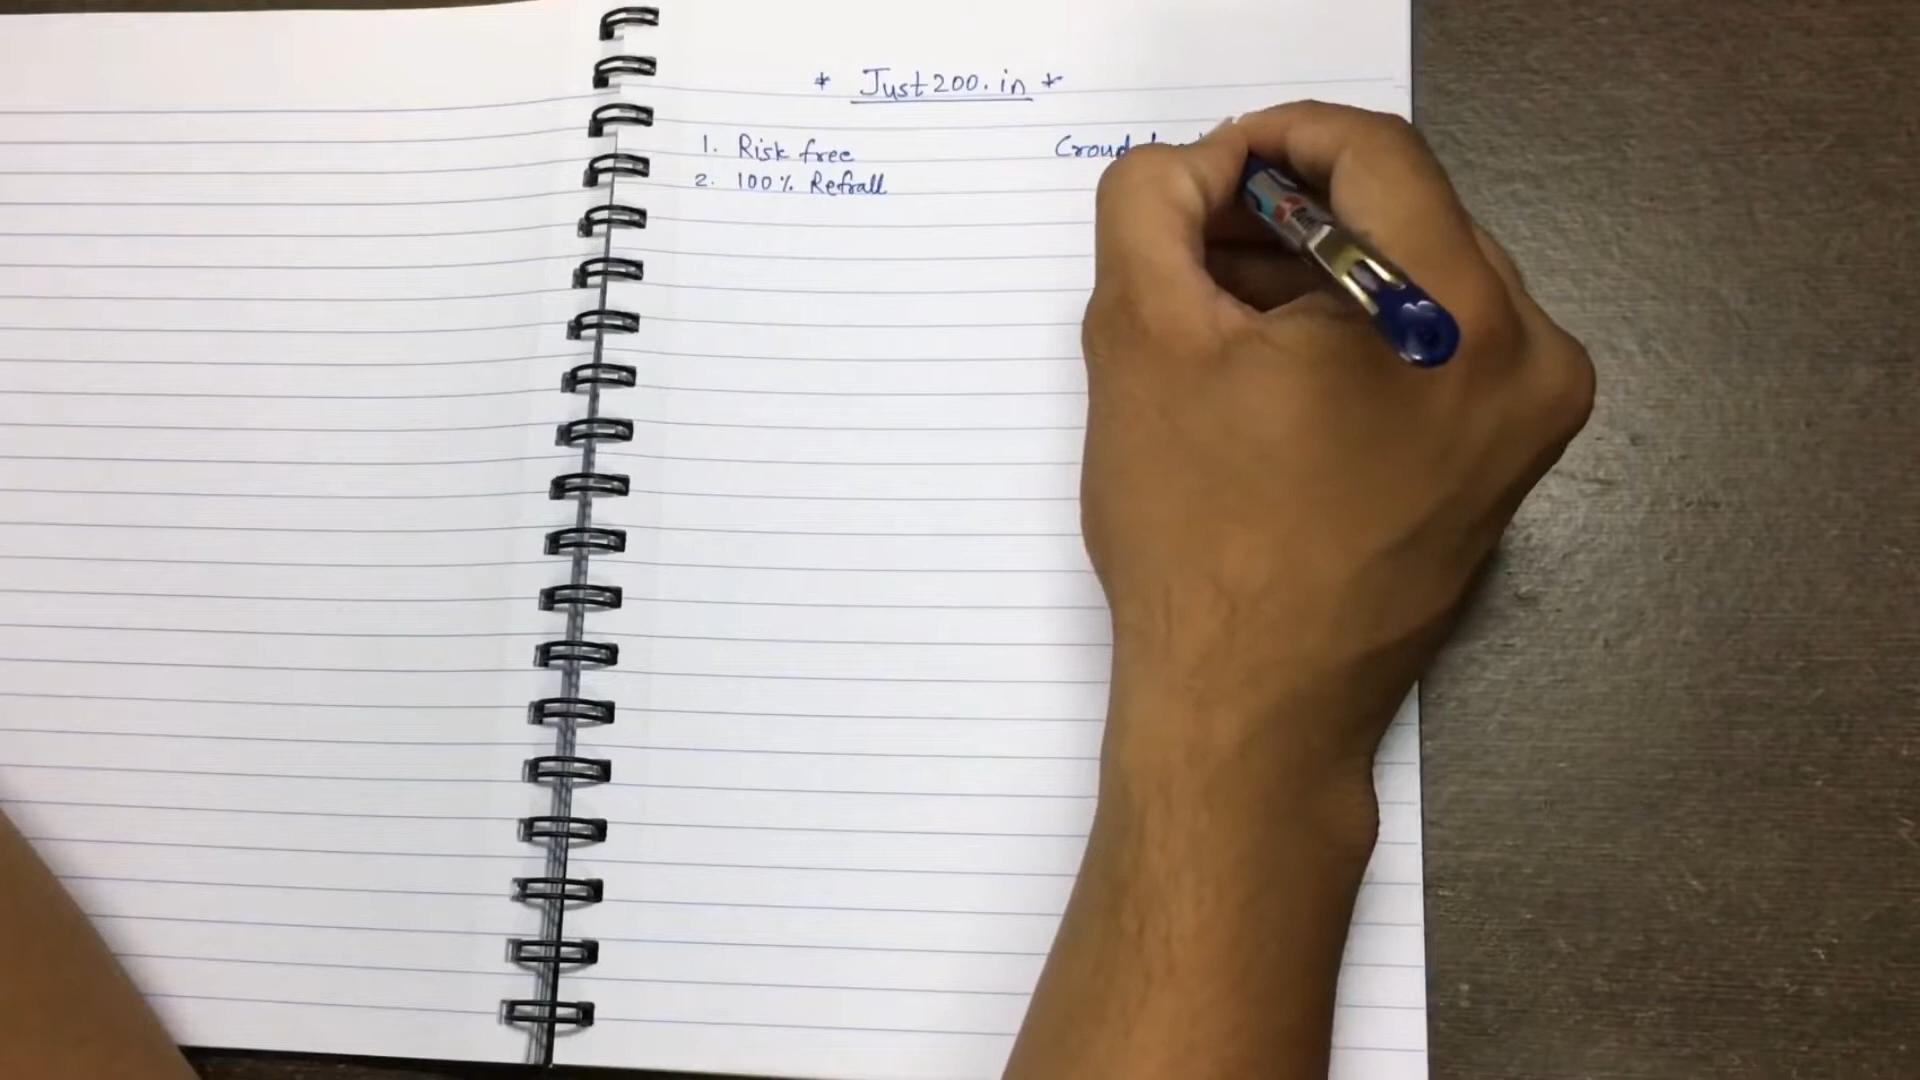 * Just200.in *
1. Risk free
2. 100% Refrall